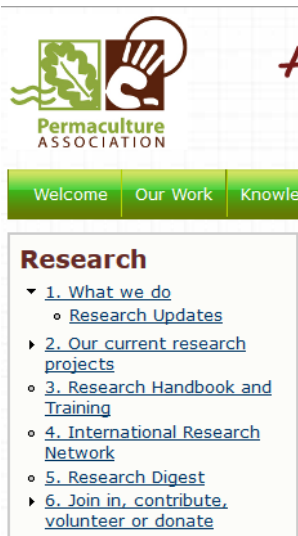 Permaculture
ASSOCIATION
Welcome Our Work
Research
1. What we do
Research Updates
2. Our current research
projects
3. Research Handbook and
Training
4. International Research
Network
5. Research Digest
6. Join in, contribute,
volunteer or donate